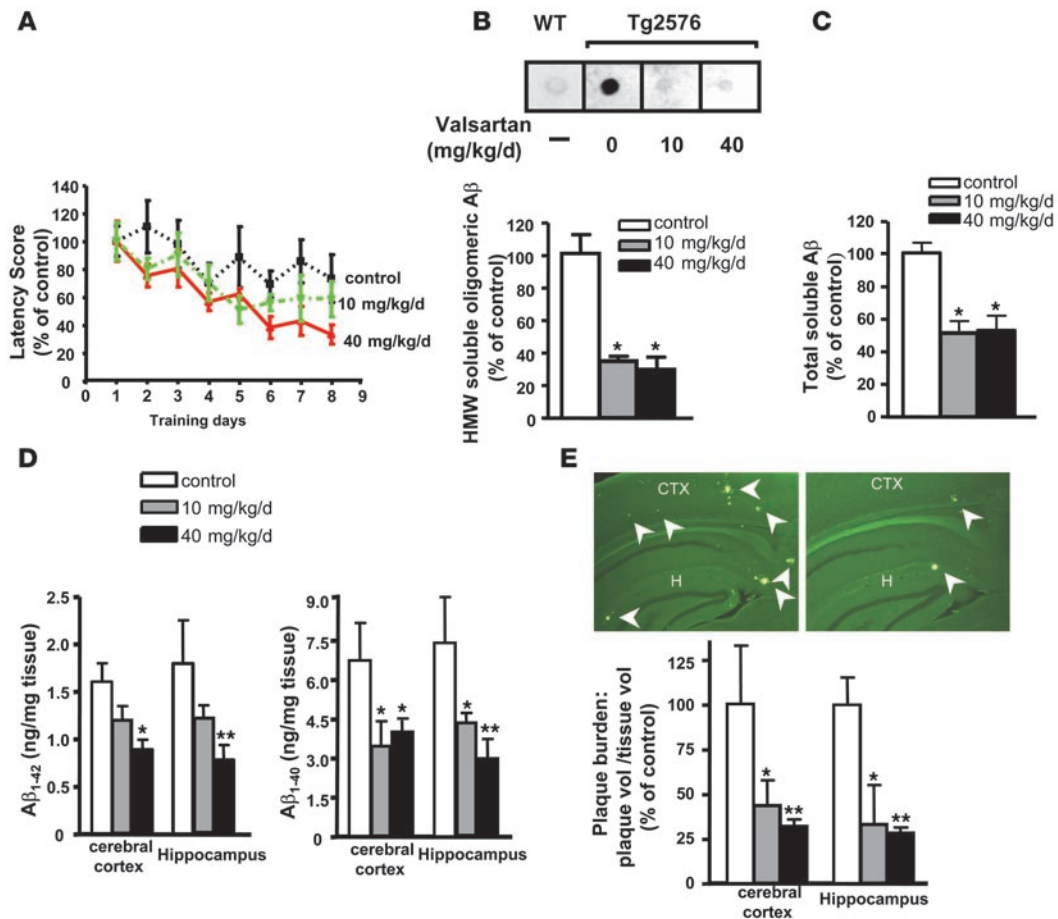 A
Latency Score
(% of control)
140
120
100
80
60
40
20
0
0 1 2 3 4 5 6 7 8 9
Training days
control
10 mg/kg/d
40 mg/kg/d
B
WT Tg2576
Valsartan
(mg/kg/d)
— 0 10 40
HMW soluble oligomeric Aβ
(% of control)
120
100
80
60
40
20
0
control
10 mg/kg/d
40 mg/kg/d
* *
C
control
10 mg/kg/d
40 mg/kg/d
Total soluble Aβ
(% of control)
120
100
80
60
40
20
0
* *
D
control
10 mg/kg/d
40 mg/kg/d
Aβ1-42 (ng/mg tissue)
2.5
2.0
1.5
1.0
0.5
0
* **
cerebral
cortex
Hippocampus
Aβ1-40 (ng/mg tissue)
9.0
7.5
6.0
4.5
3.0
1.5
0
* * * **
cerebral
cortex
Hippocampus
E
CTX
H
CTX
H
Plaque burden:
plaque vol /tissue vol
(% of control)
125
100
75
50
25
0
* ** * **
cerebral
cortex
Hippocampus